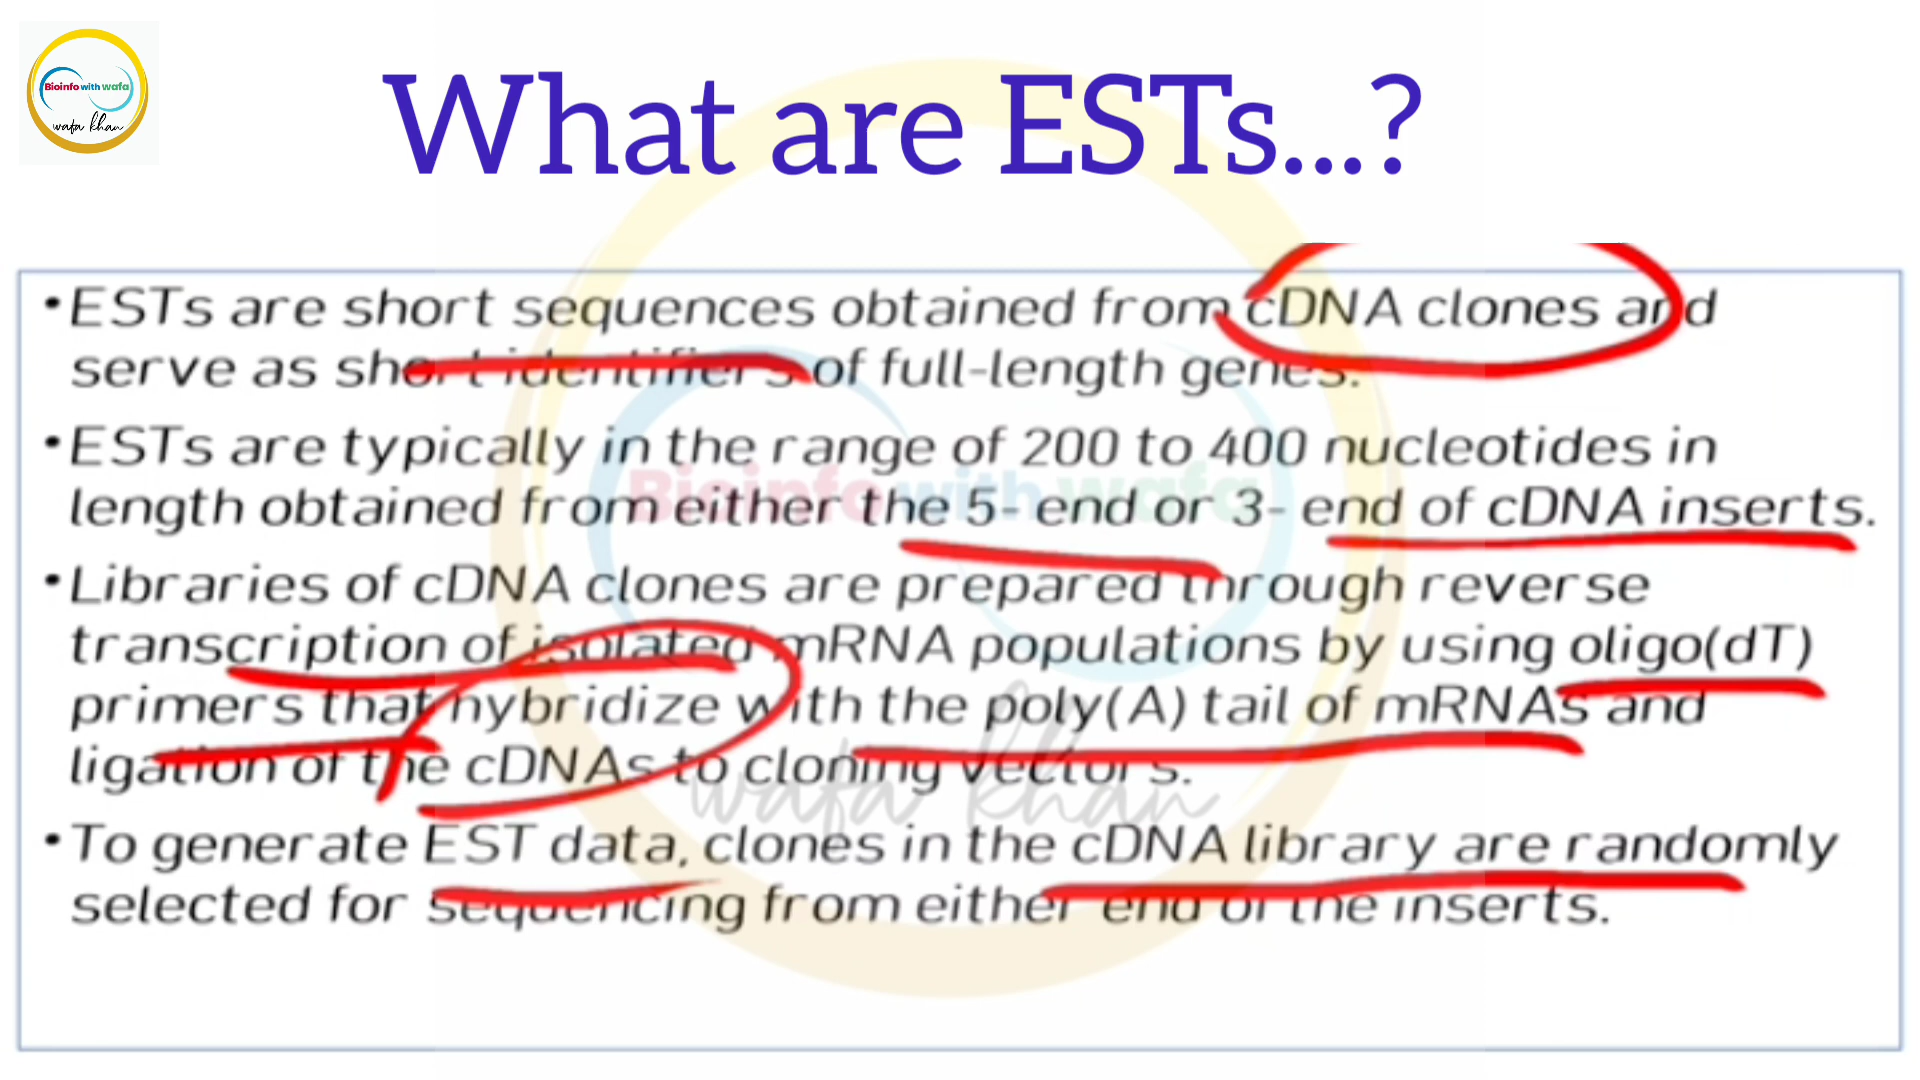 Bioinfo with wafa
wafa khan
What are ESTs...?
•ESTs are short sequences obtained from cDNA clones and
serve as short identifiers of full-length genes.
•ESTs are typically in the range of 200 to 400 nucleotides in
length obtained from either the 5- end or 3- end of cDNA inserts.
•Libraries of cDNA clones are prepared through reverse
transcription of isolated mRNA populations by using oligo(dT)
primers that hybridize with the poly(A) tail of mRNAs and
ligation of the cDNAs to cloning vectors.
•To generate EST data, clones in the cDNA library are randomly
selected for sequencing from either end of the inserts.
Bioinfo with wafa
wafa khan